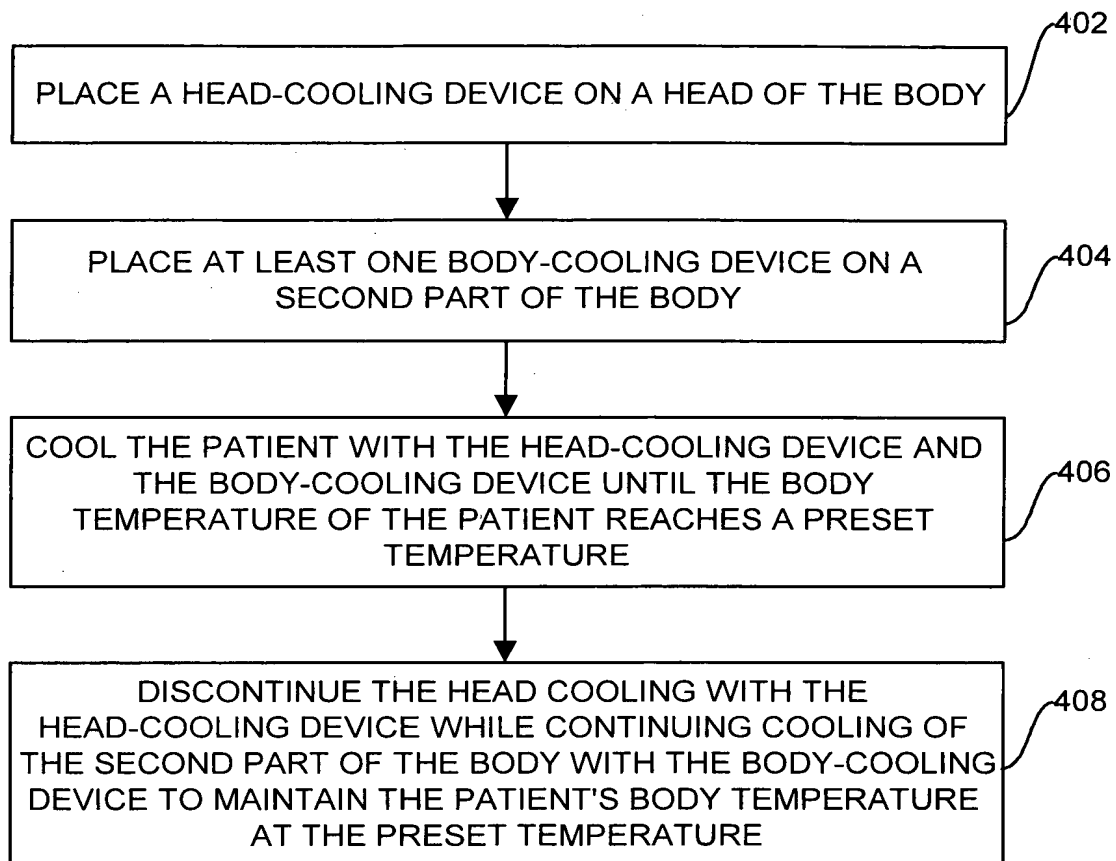 402
PLACE A HEAD-COOLING DEVICE ON A HEAD OF THE BODY
PLACE AT LEAST ONE BODY-COOLING DEVICE ON A
SECOND PART OF THE BODY
404
COOL THE PATIENT WITH THE HEAD-COOLING DEVICE AND
THE BODY-COOLING DEVICE UNTIL THE BODY
TEMPERATURE OF THE PATIENT REACHES A PRESET
TEMPERATURE
406
DISCONTINUE THE HEAD COOLING WITH THE
HEAD-COOLING DEVICE WHILE CONTINUING COOLING OF
THE SECOND PART OF THE BODY WITH THE BODY-COOLING
DEVICE TO MAINTAIN THE PATIENT'S BODY TEMPERATURE
AT THE PRESET TEMPERATURE
408